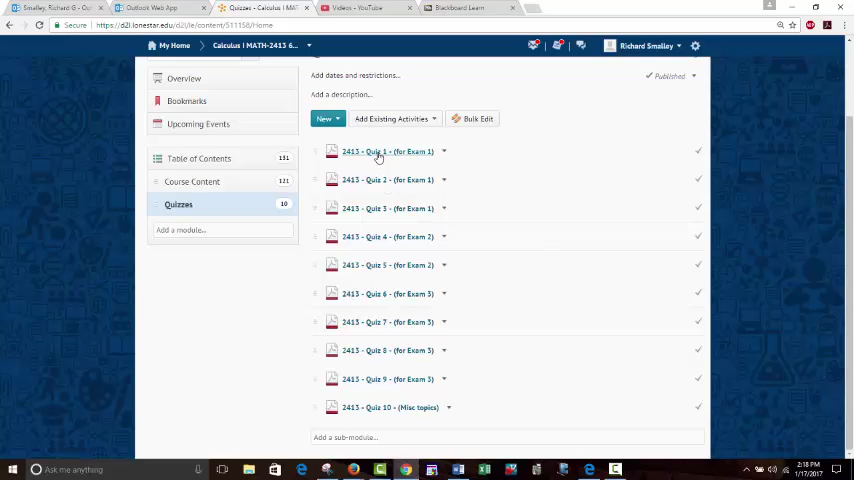 Smalley, Richard G - Ou
Outlook Web App
Quizzes - Calculus I MAT
Videos - YouTube
Blackboard Learn
Secure
https://d2l.lonestar.edu/d2l/le/content/511158/Home
My Home
Calculus I MATH-2413 6...
Richard Smalley
Overview
Bookmarks
Upcoming Events
Table of Contents 131
Course Content 121
Quizzes 10
Add a module...
Add dates and restrictions...
Published
Add a description...
New
Add Existing Activities
Bulk Edit
2413 - Quiz 1 - (for Exam 1)
2413 - Quiz 2 - (for Exam 1)
2413 - Quiz 3 - (for Exam 1)
2413 - Quiz 4 - (for Exam 2)
2413 - Quiz 5 - (for Exam 2)
2413 - Quiz 6 - (for Exam 3)
2413 - Quiz 7 - (for Exam 3)
2413 - Quiz 8 - (for Exam 3)
2413 - Quiz 9 - (for Exam 3)
2413 - Quiz 10 - (Misc topics)
Add a sub-module...
Ask me anything
2:18 PM
1/17/2017